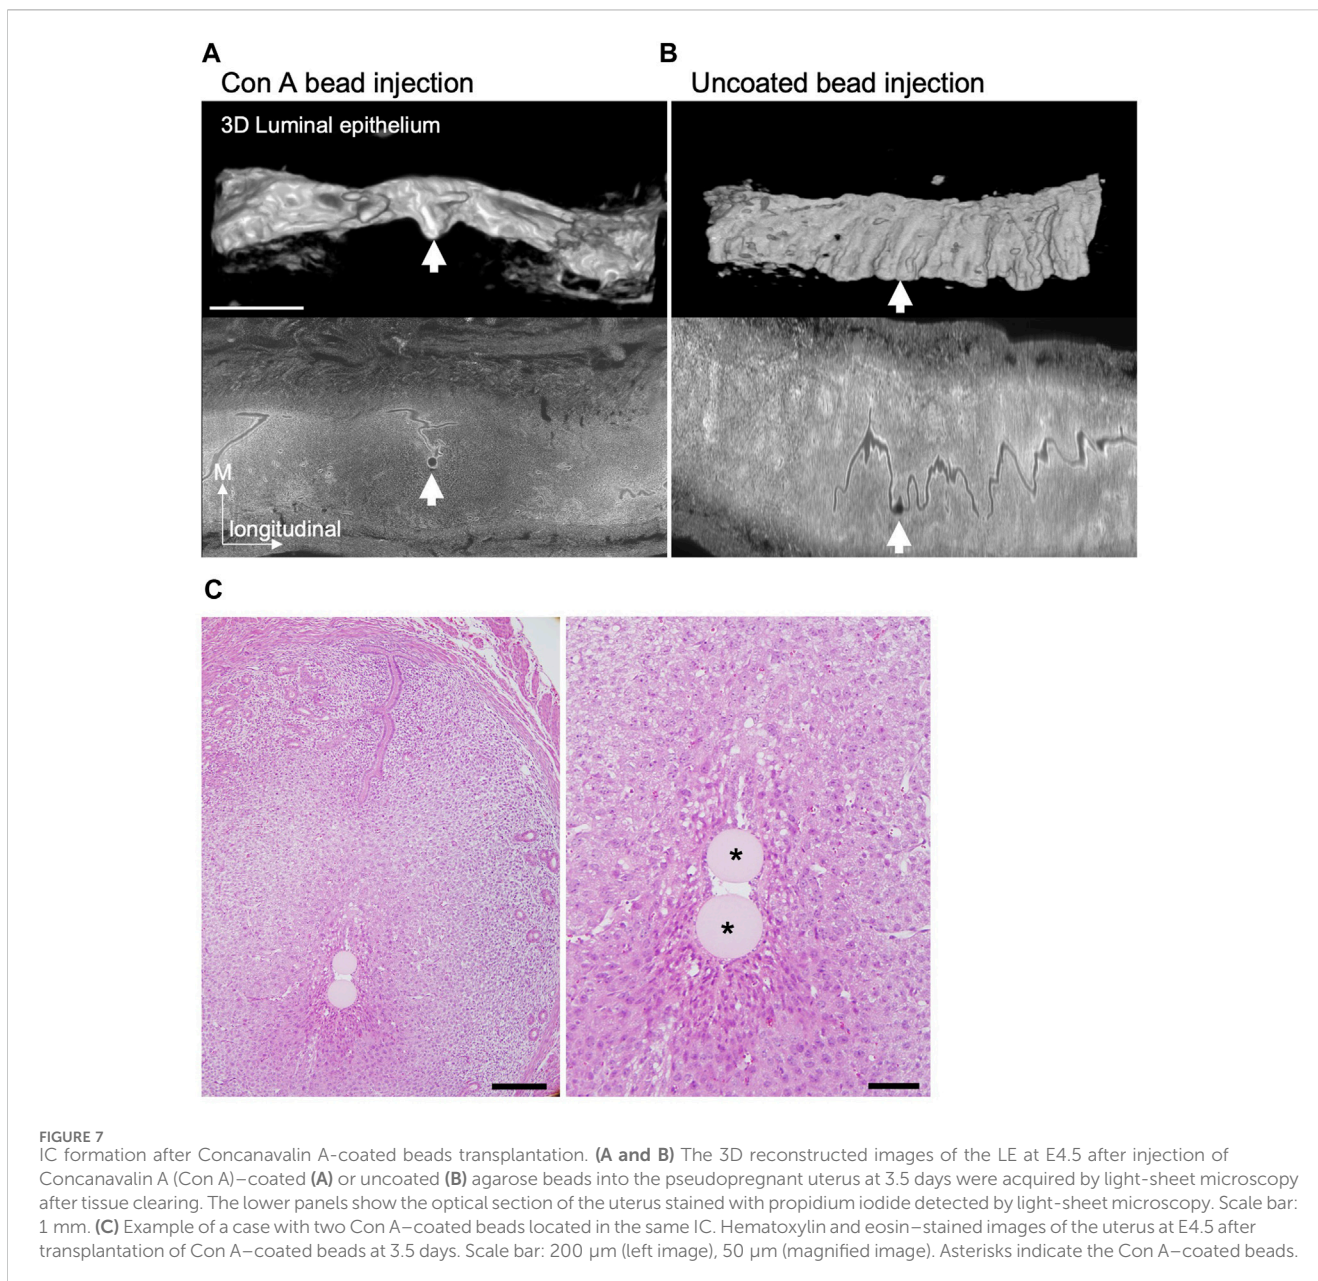 A
Con A bead injection
B
Uncoated bead injection
3D Luminal epithelium
M
longitudinal
C
*
*
FIGURE 7
IC formation after Concanavalin A-coated beads transplantation. (A and B) The 3D reconstructed images of the LE at E4.5 after injection of
Concanavalin A (Con A)–coated (A) or uncoated (B) agarose beads into the pseudopregnant uterus at 3.5 days were acquired by light-sheet microscopy
after tissue clearing. The lower panels show the optical section of the uterus stained with propidium iodide detected by light-sheet microscopy. Scale bar:
1 mm. (C) Example of a case with two Con A–coated beads located in the same IC. Hematoxylin and eosin–stained images of the uterus at E4.5 after
transplantation of Con A–coated beads at 3.5 days. Scale bar: 200 µm (left image), 50 µm (magnified image). Asterisks indicate the Con A–coated beads.